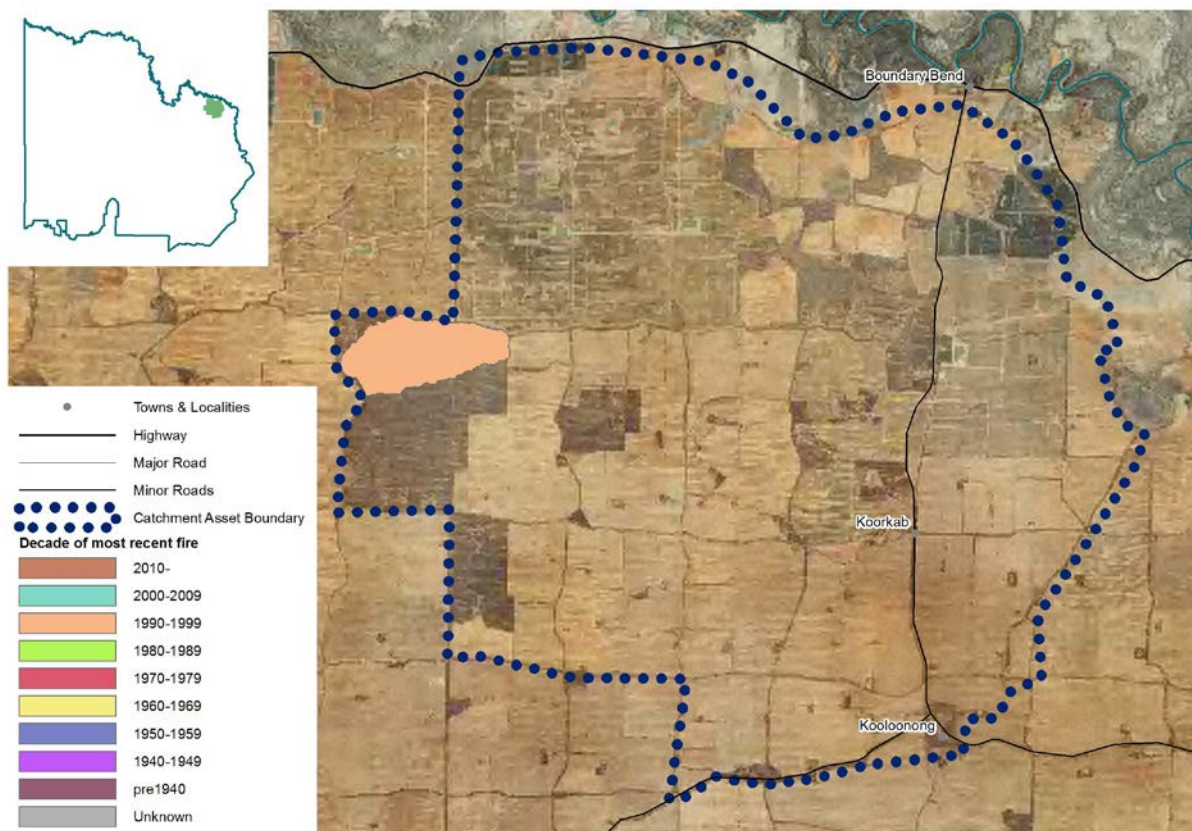 Boundary Bend
Koorkab
Kooloonong
Towns & Localities
Highway
Major Road
Minor Roads
Catchment Asset Boundary
Decade of most recent fire
2010-
2000-2009
1990-1999
1980-1989
1970-1979
1960-1969
1950-1959
1940-1949
pre1940
Unknown